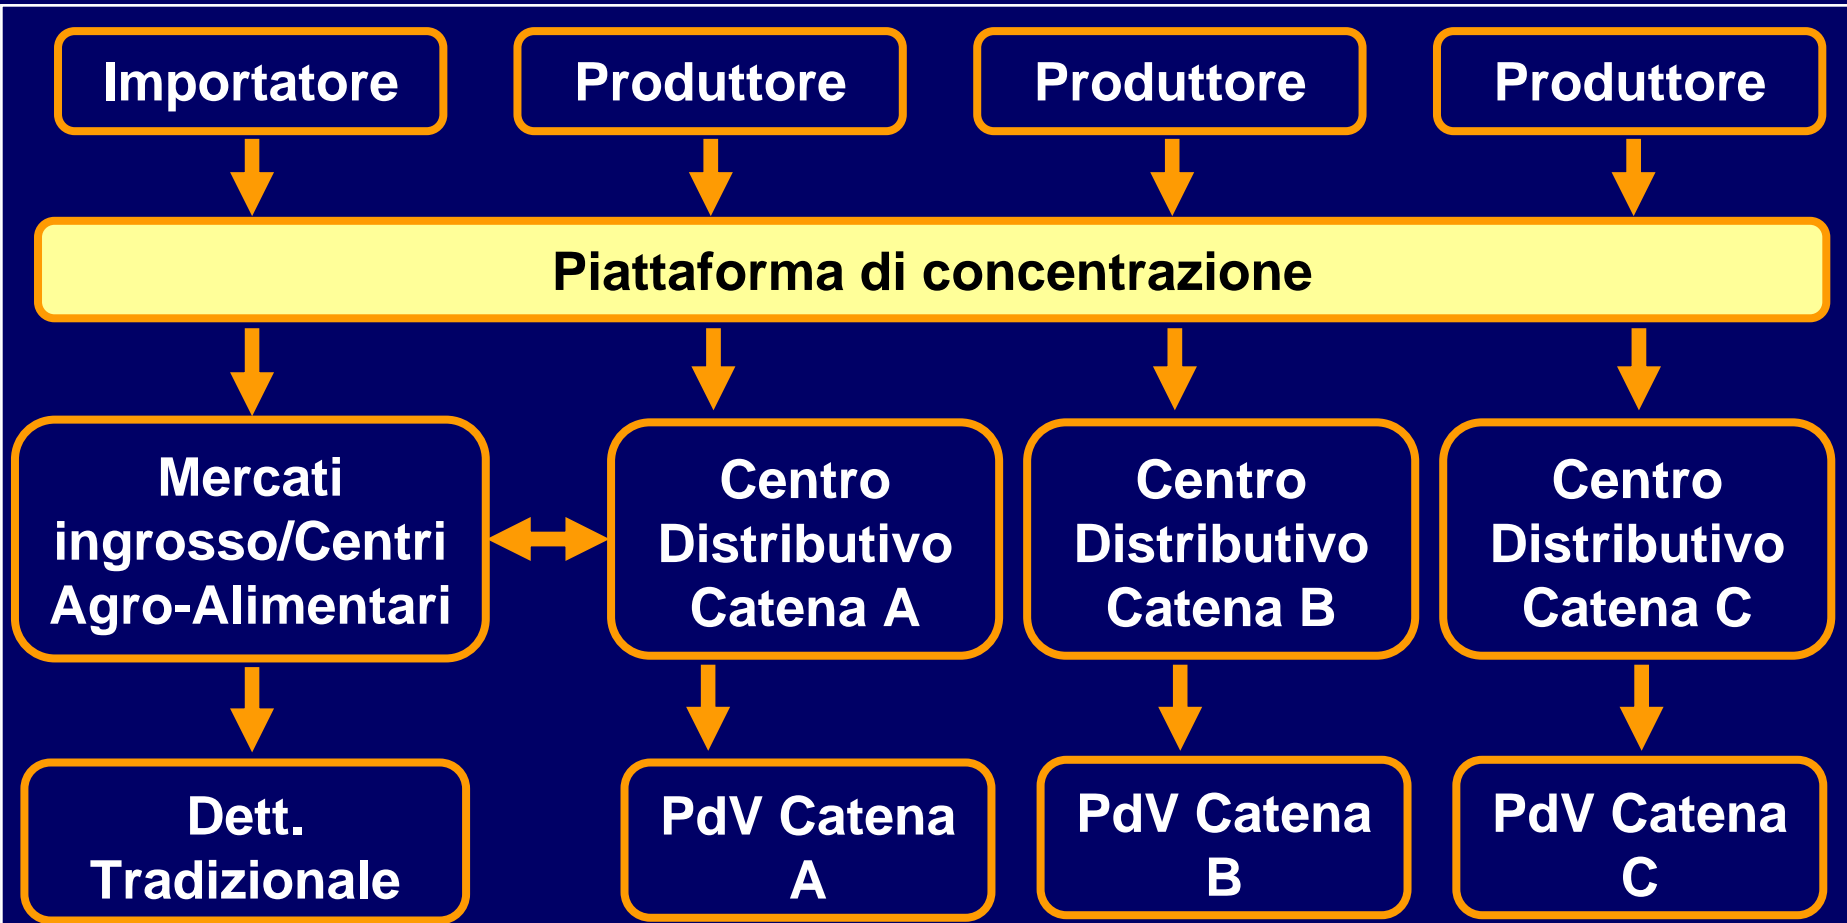 Importatore
Produttore
Produttore
Produttore
Piattaforma di concentrazione
Mercati
ingrosso/Centri
Agro-Alimentari
Centro
Distributivo
Catena A
Centro
Distributivo
Catena B
Centro
Distributivo
Catena C
Dett.
Tradizionale
PdV Catena
A
PdV Catena
B
PdV Catena
C